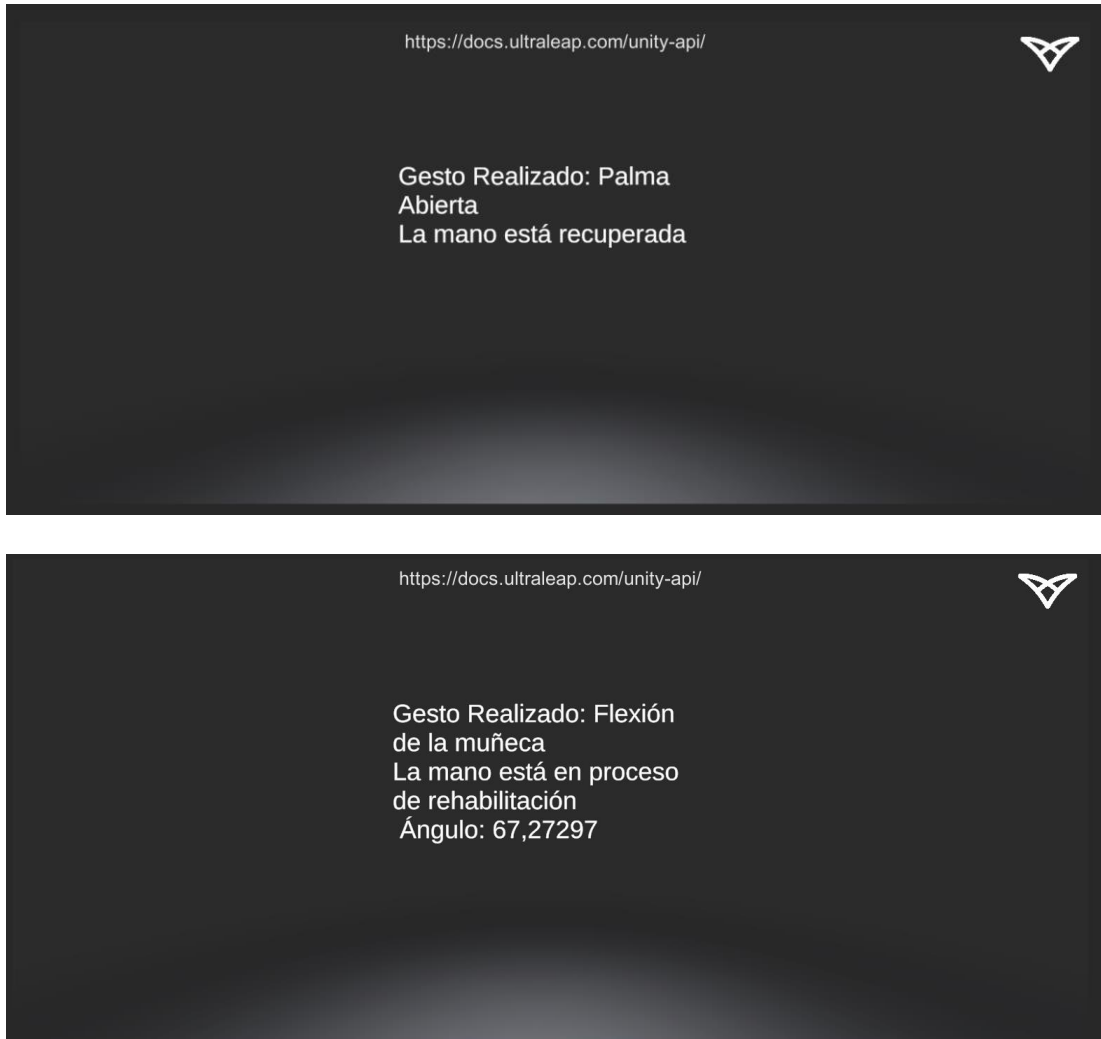 https://docs.ultraleap.com/unity-api/
Gesto Realizado: Palma
Abierta
La mano está recuperada
https://docs.ultraleap.com/unity-api/
Gesto Realizado: Flexión
de la muñeca
La mano está en proceso
de rehabilitación
Ángulo: 67,27297